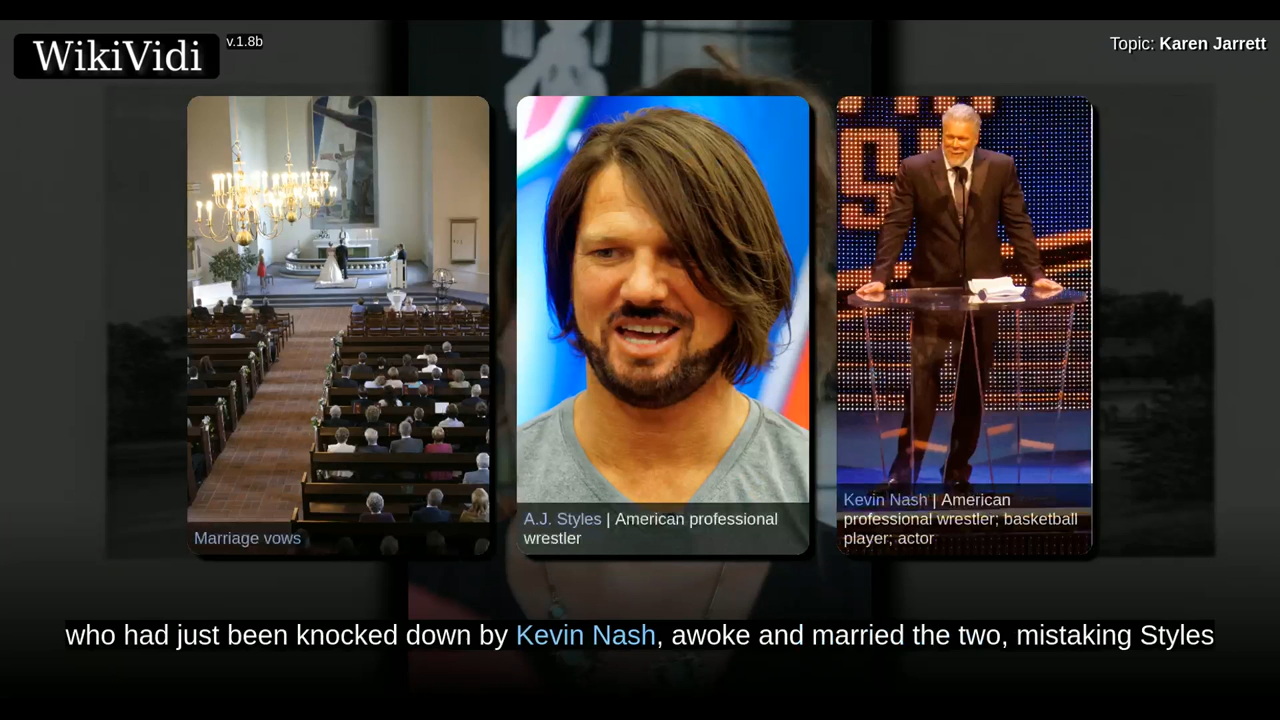 WikiVidi
v.1.8b
Topic: Karen Jarrett
Marriage vows
A.J. Styles | American professional
wrestler
Kevin Nash | American
professional wrestler; basketball
player; actor
who had just been knocked down by Kevin Nash, awoke and married the two, mistaking Styles